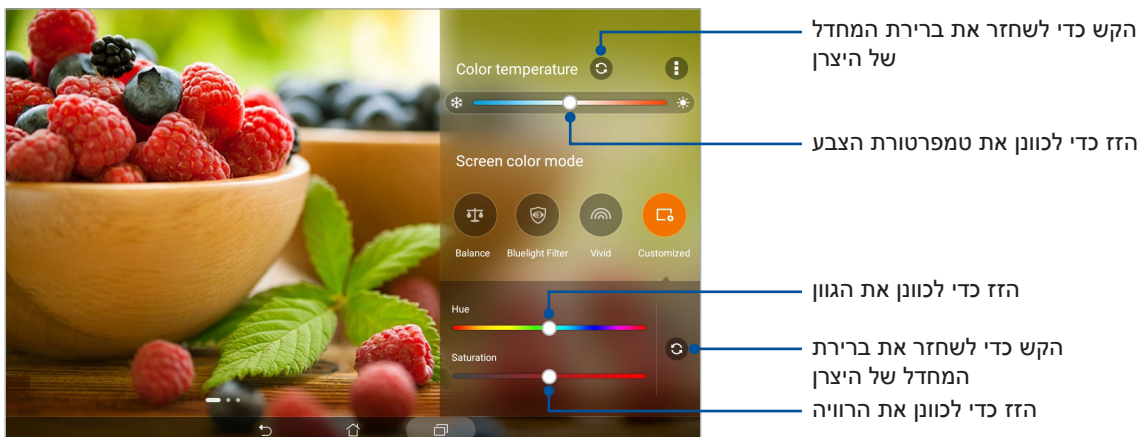 Color temperature
Screen color mode
Balance
Bluelight Filter
Vivid
Customized
Hue
Saturation
הקש כדי לשחזר את ברירת המחדל
של היצרן
הזז כדי לכוונן את טמפרטורת הצבע
הזז כדי לכוונן את הגוון
הקש כדי לשחזר את ברירת
המחדל של היצרן
הזז כדי לכוונן את הרוויה